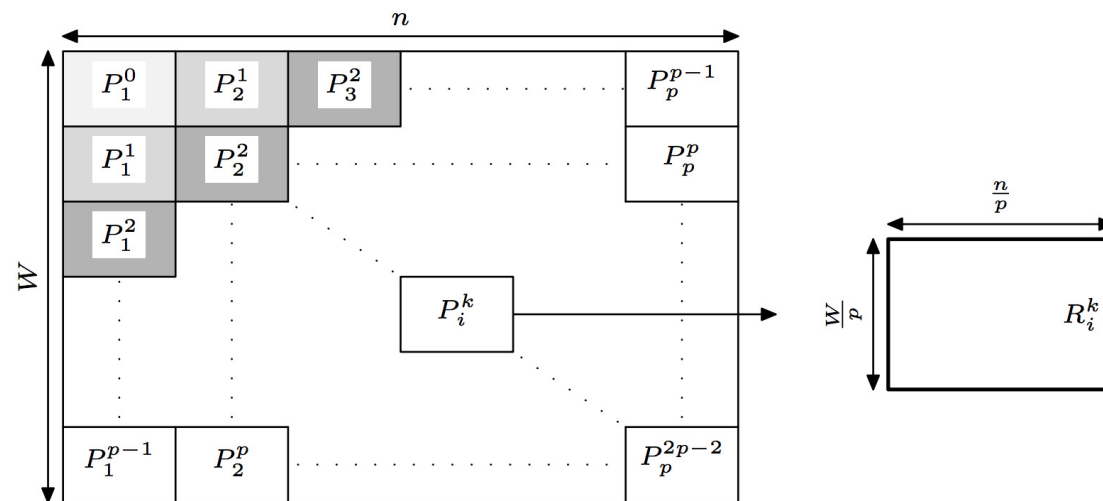 n
P_1^0 P_2^1 P_3^2 P_p^{p-1}
P_1^1 P_2^2 P_p^p
P_1^2
n/p
W
P_i^k
W/p
R_i^k
P_1^{p-1} P_2^p P_p^{2p-2}